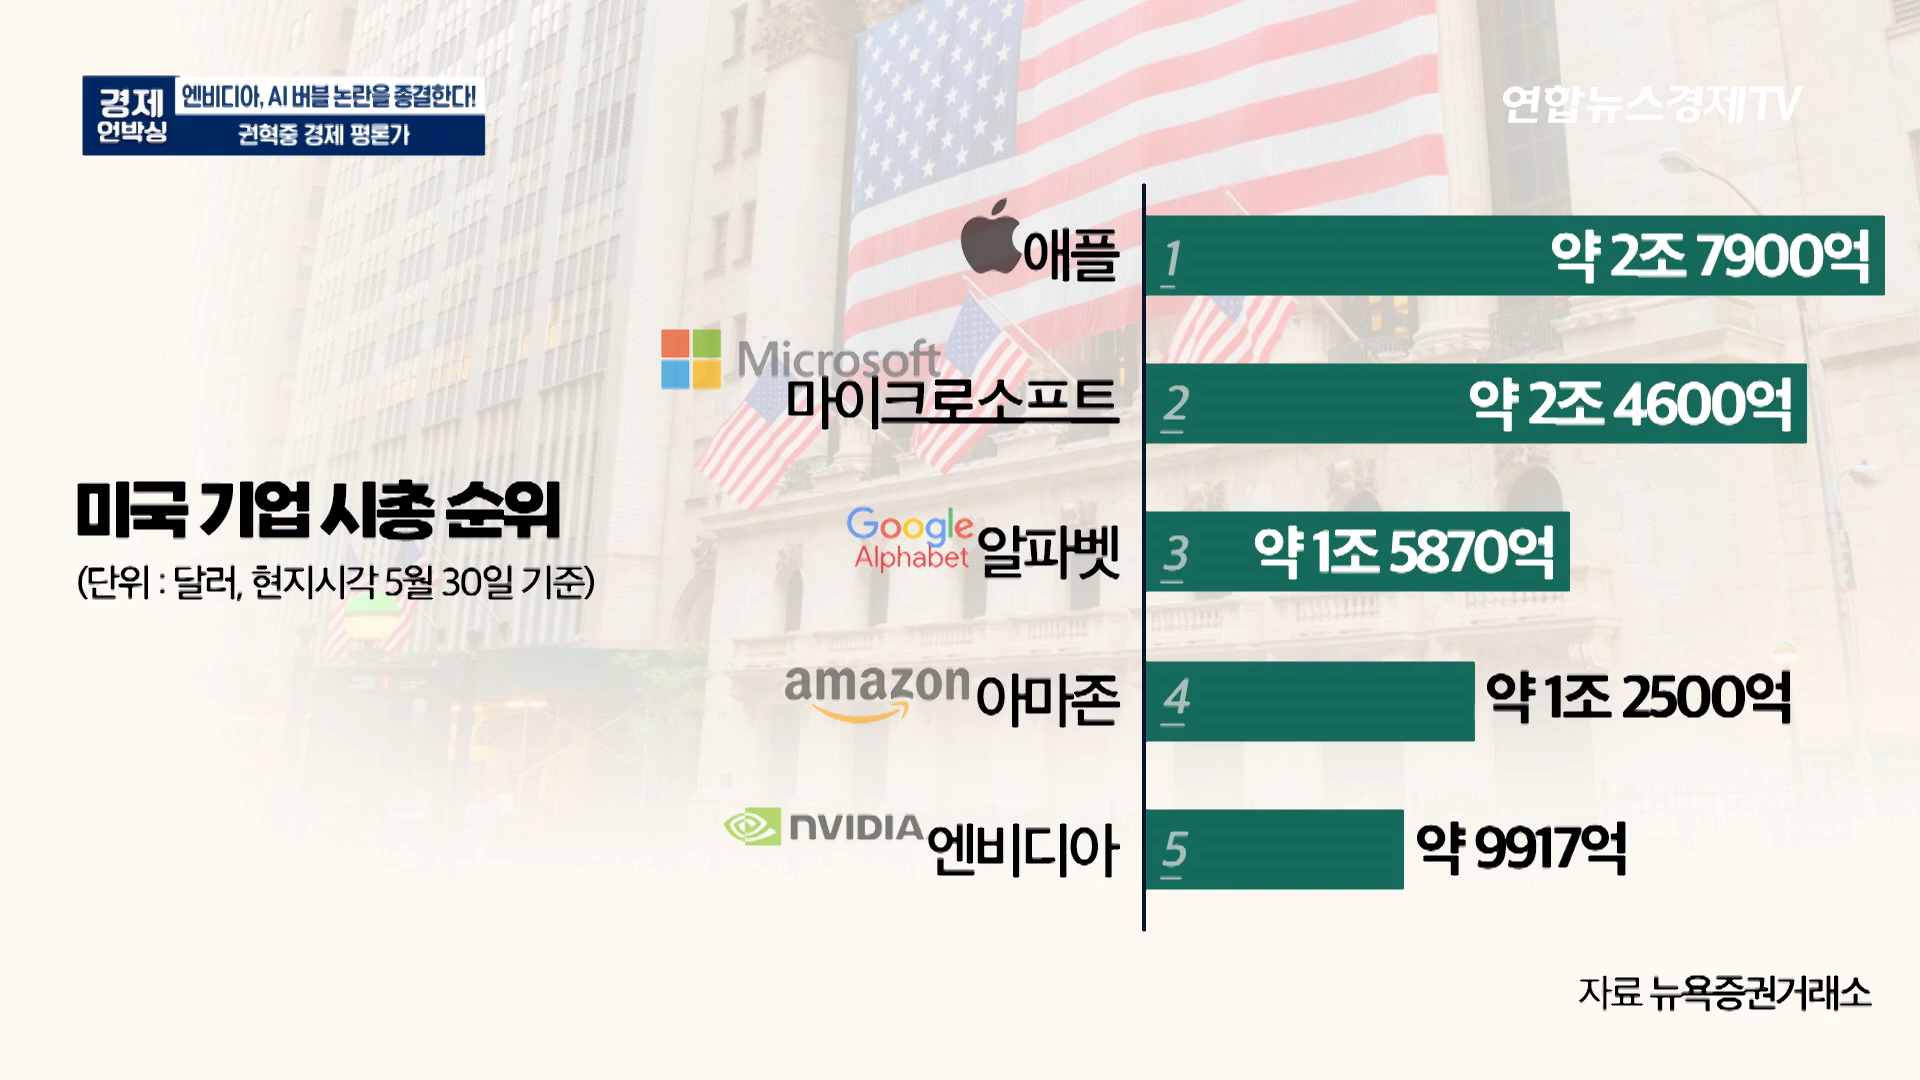 경제
언박싱
엔비디아, AI 버블 논란을 종결한다!
권혁중 경제 평론가
연합뉴스경제TV
미국 기업 시총 순위
(단위 : 달러, 현지시각 5월 30일 기준)
애플 1 약 2조 7900억
Microsoft
마이크로소프트 2 약 2조 4600억
Google
Alphabet
알파벳 3 약 1조 5870억
amazon
아마존 4 약 1조 2500억
NVIDIA
엔비디아 5 약 9917억
자료 뉴욕증권거래소